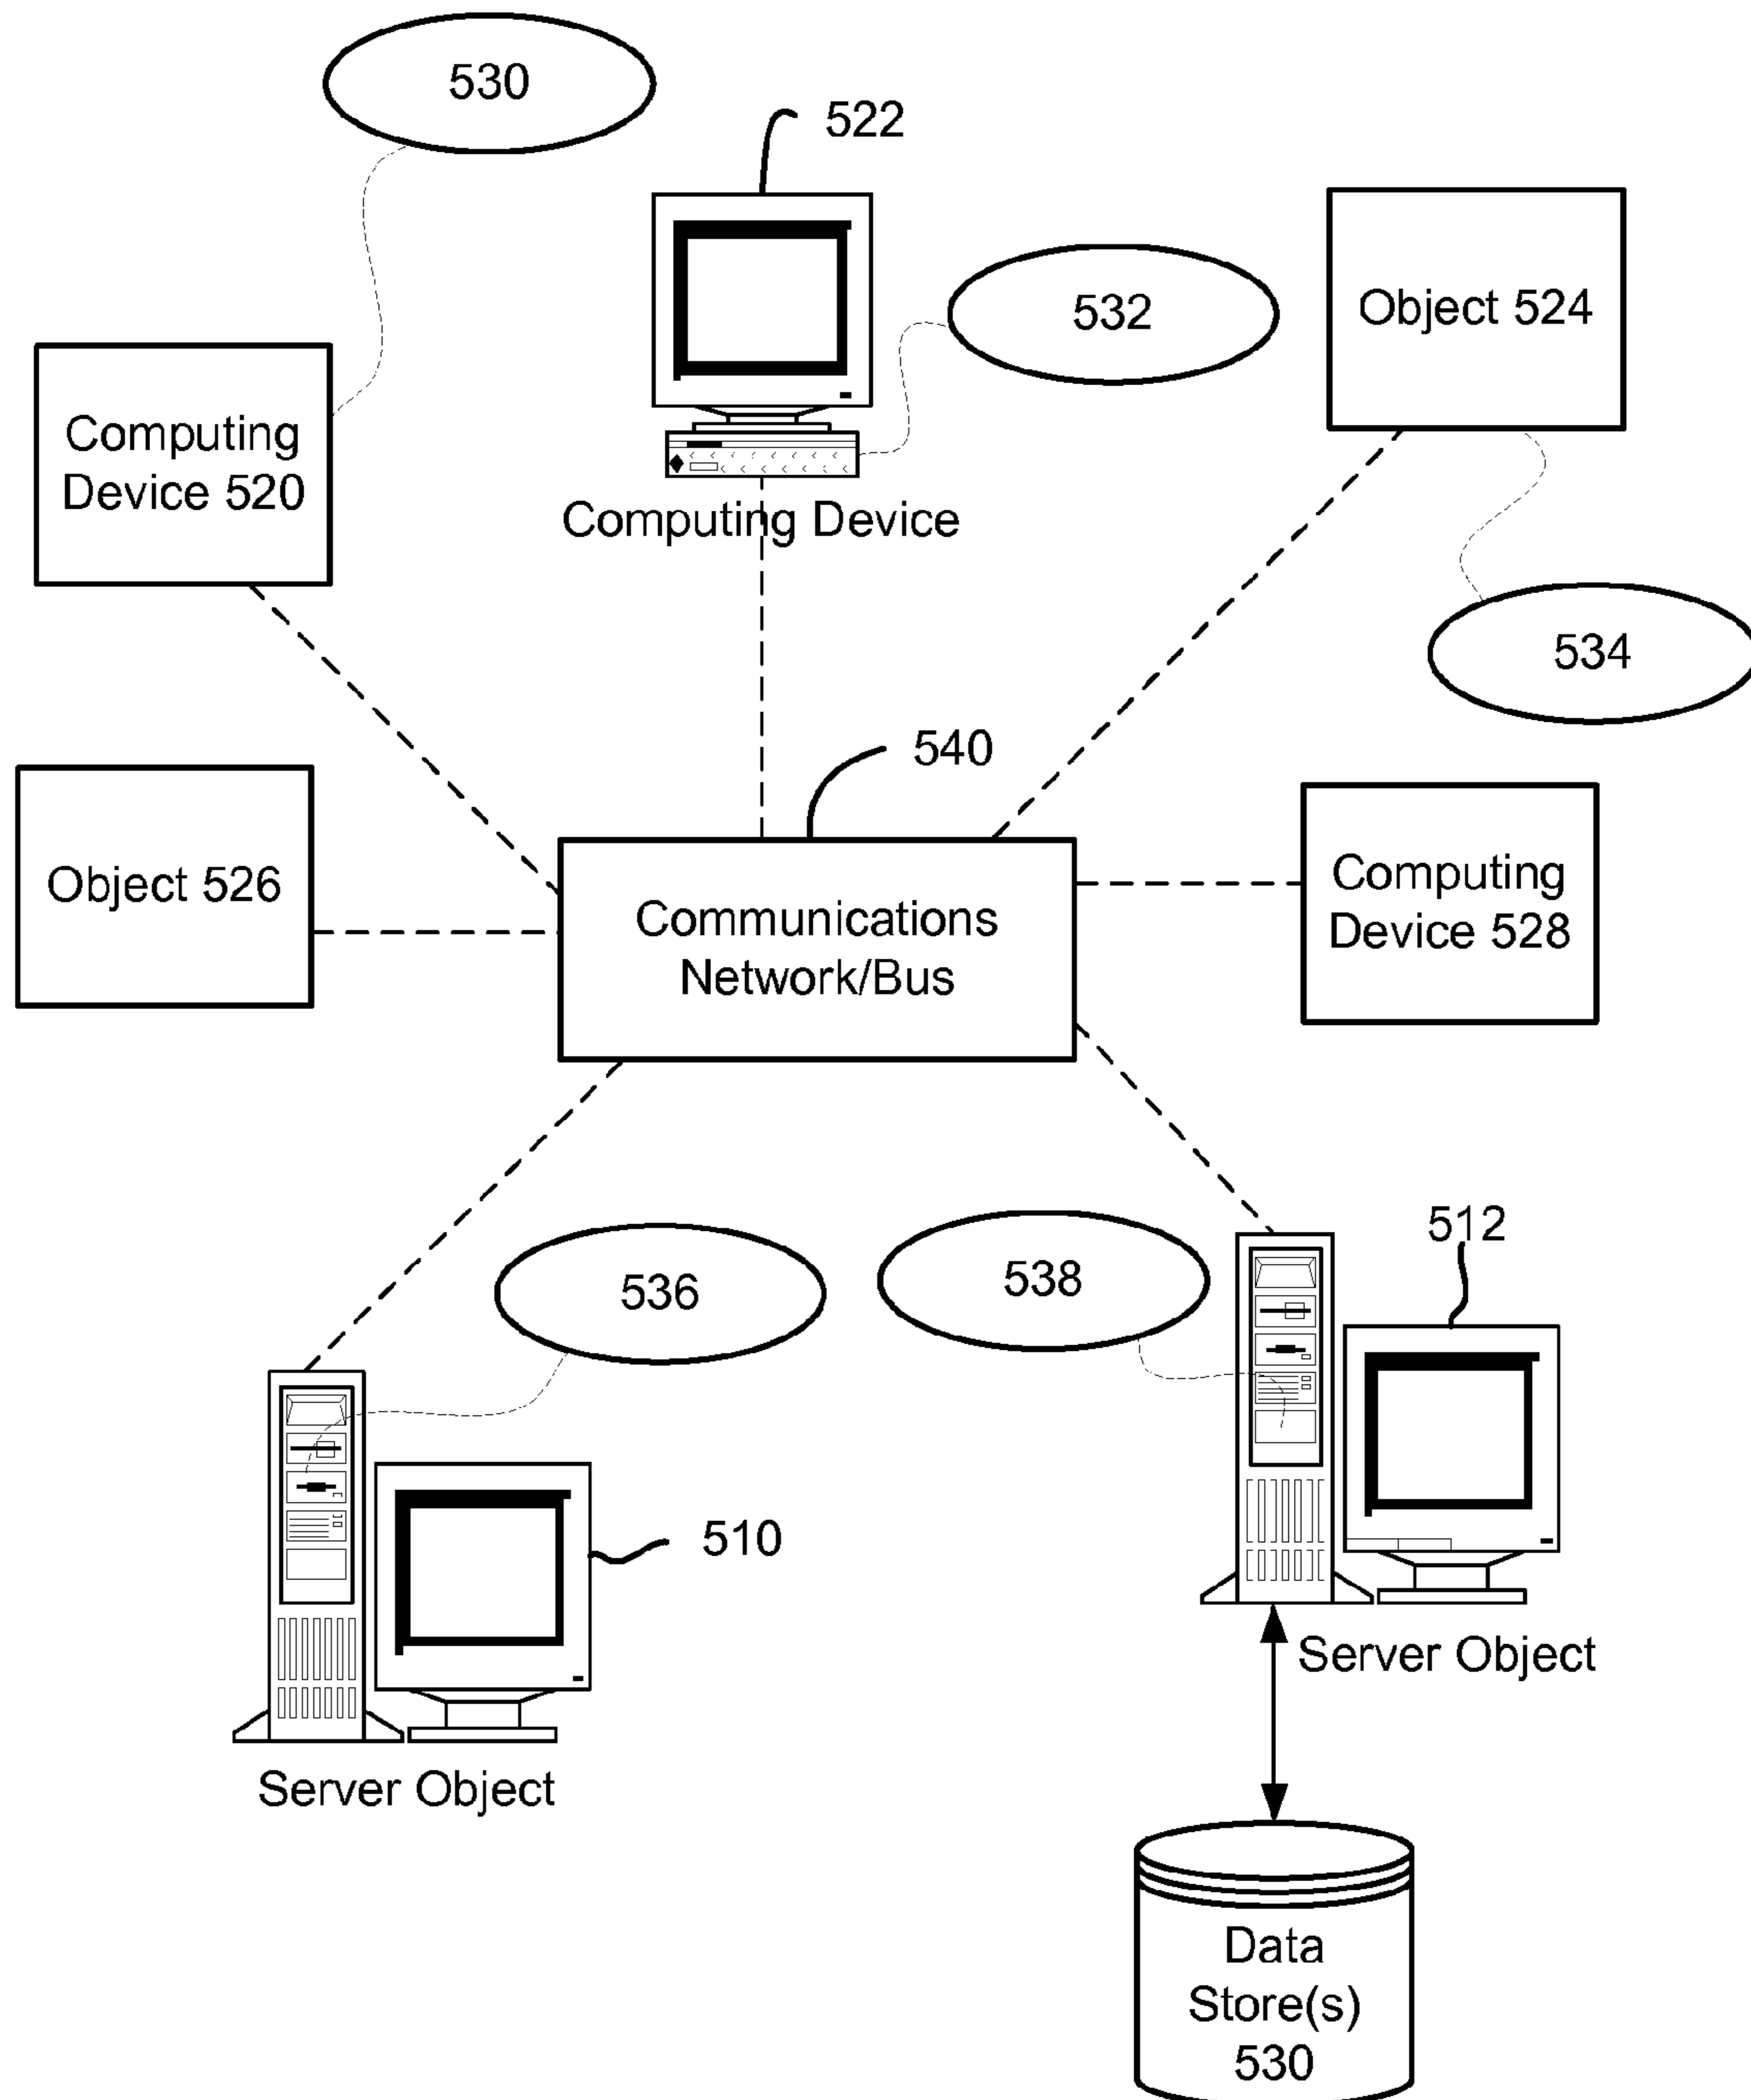 530
522
532
Object 524
Computing
Device 520
Computing Device
534
540
Object 526
Communications
Network/Bus
Computing
Device 528
536
538
512
510
Server Object
Server Object
Data
Store(s)
530